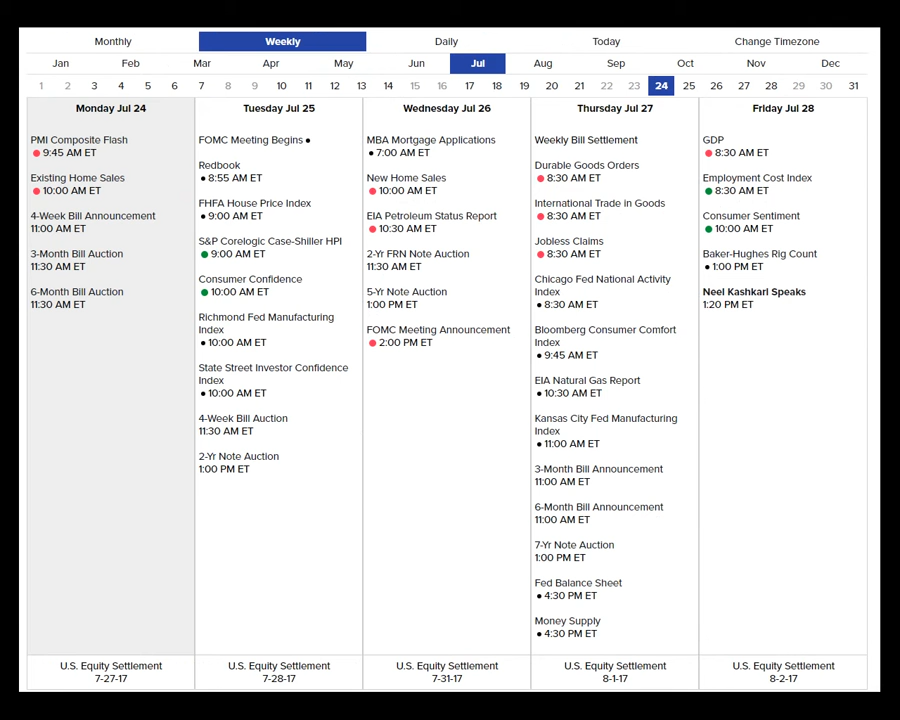 Monthly Weekly Daily Today Change Timezone
Jan Feb Mar Apr May Jun Jul Aug Sep Oct Nov Dec
1 2 3 4 5 6 7 8 9 10 11 12 13 14 15 16 17 18 19 20 21 22 23 24 25 26 27 28 29 30 31
Monday Jul 24
PMI Composite Flash
9:45 AM ET
Existing Home Sales
10:00 AM ET
4-Week Bill Announcement
11:00 AM ET
3-Month Bill Auction
11:30 AM ET
6-Month Bill Auction
11:30 AM ET
U.S. Equity Settlement
7-27-17
Tuesday Jul 25
FOMC Meeting Begins •
Redbook
• 8:55 AM ET
FHFA House Price Index
• 9:00 AM ET
S&P Corelogic Case-Shiller HPI
9:00 AM ET
Consumer Confidence
10:00 AM ET
Richmond Fed Manufacturing
Index
• 10:00 AM ET
State Street Investor Confidence
Index
• 10:00 AM ET
4-Week Bill Auction
11:30 AM ET
2-Yr Note Auction
1:00 PM ET
U.S. Equity Settlement
7-28-17
Wednesday Jul 26
MBA Mortgage Applications
• 7:00 AM ET
New Home Sales
10:00 AM ET
EIA Petroleum Status Report
10:30 AM ET
2-Yr FRN Note Auction
11:30 AM ET
5-Yr Note Auction
1:00 PM ET
FOMC Meeting Announcement
2:00 PM ET
U.S. Equity Settlement
7-31-17
Thursday Jul 27
Weekly Bill Settlement
Durable Goods Orders
8:30 AM ET
International Trade in Goods
8:30 AM ET
Jobless Claims
8:30 AM ET
Chicago Fed National Activity
Index
• 8:30 AM ET
Bloomberg Consumer Comfort
Index
• 9:45 AM ET
EIA Natural Gas Report
• 10:30 AM ET
Kansas City Fed Manufacturing
Index
• 11:00 AM ET
3-Month Bill Announcement
11:00 AM ET
6-Month Bill Announcement
11:00 AM ET
7-Yr Note Auction
1:00 PM ET
Fed Balance Sheet
• 4:30 PM ET
Money Supply
• 4:30 PM ET
U.S. Equity Settlement
8-1-17
Friday Jul 28
GDP
8:30 AM ET
Employment Cost Index
8:30 AM ET
Consumer Sentiment
10:00 AM ET
Baker-Hughes Rig Count
• 1:00 PM ET
Neel Kashkari Speaks
1:20 PM ET
U.S. Equity Settlement
8-2-17